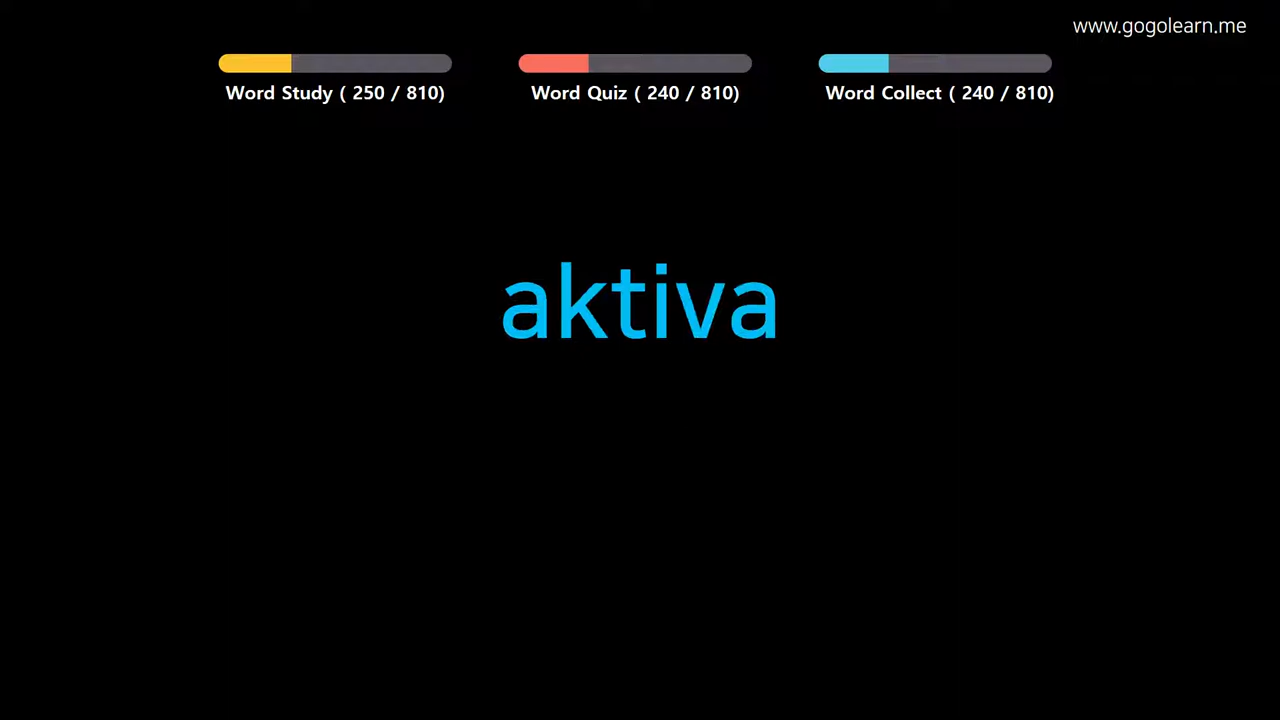 www.gogolearn.me
Word Study ( 250 / 810)
Word Quiz ( 240 / 810)
Word Collect ( 240 / 810)
aktiva